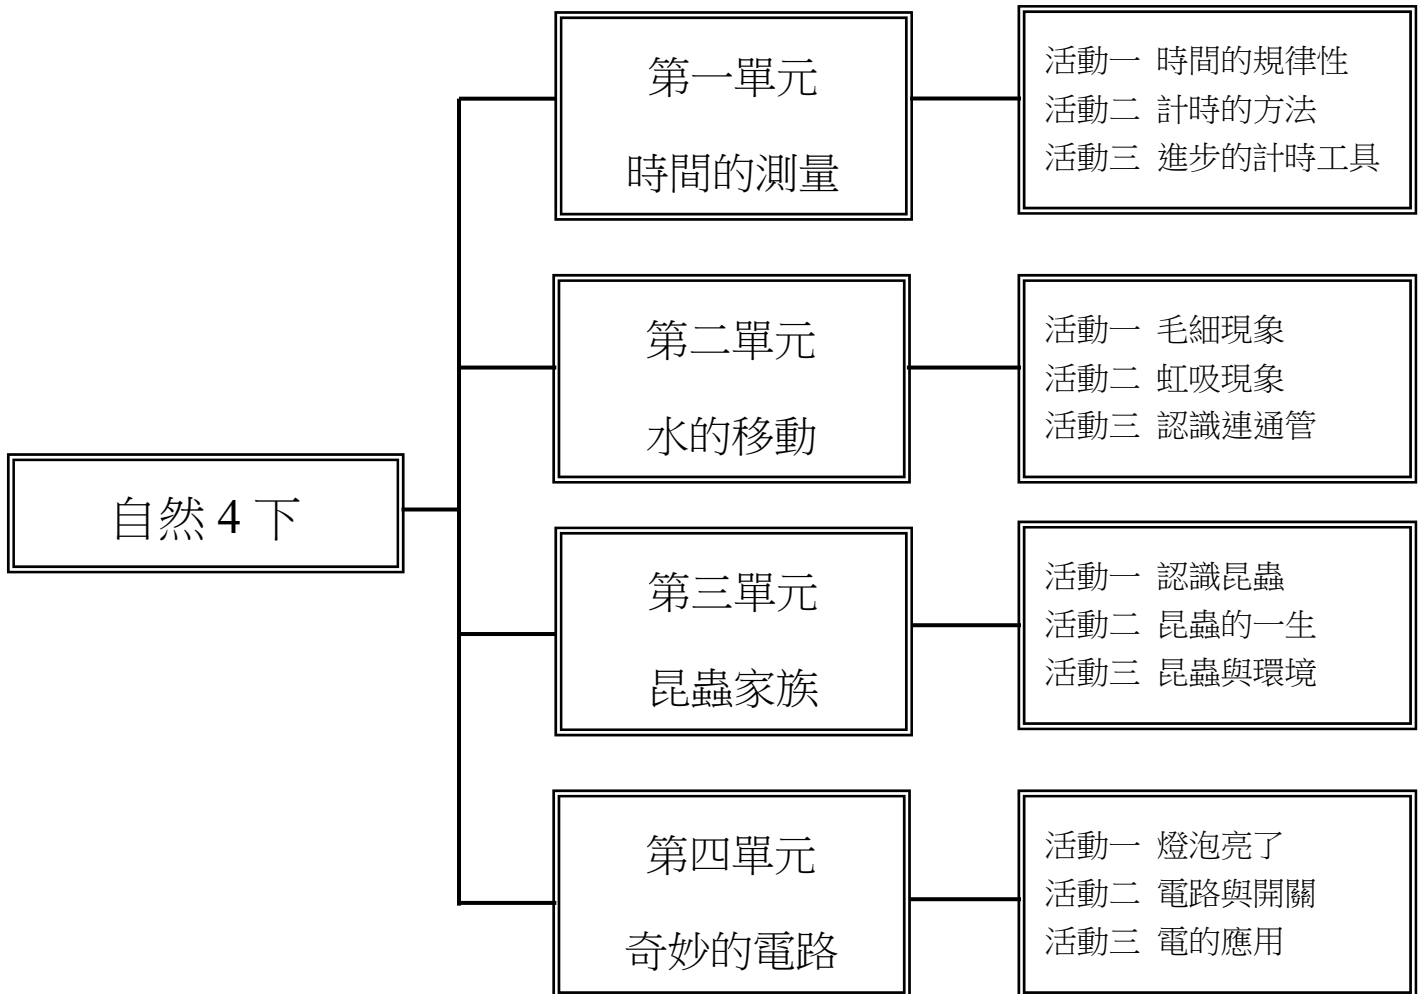 自然 4 下
第一單元
時間的測量
活動一 時間的規律性
活動二 計時的方法
活動三 進步的計時工具
第二單元
水的移動
活動一 毛細現象
活動二 虹吸現象
活動三 認識連通管
第三單元
昆蟲家族
活動一 認識昆蟲
活動二 昆蟲的一生
活動三 昆蟲與環境
第四單元
奇妙的電路
活動一 燈泡亮了
活動二 電路與開關
活動三 電的應用